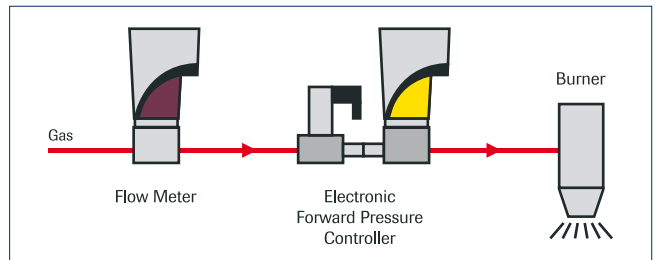 Burner
Gas
Flow Meter
Electronic
Forward Pressure
Controller